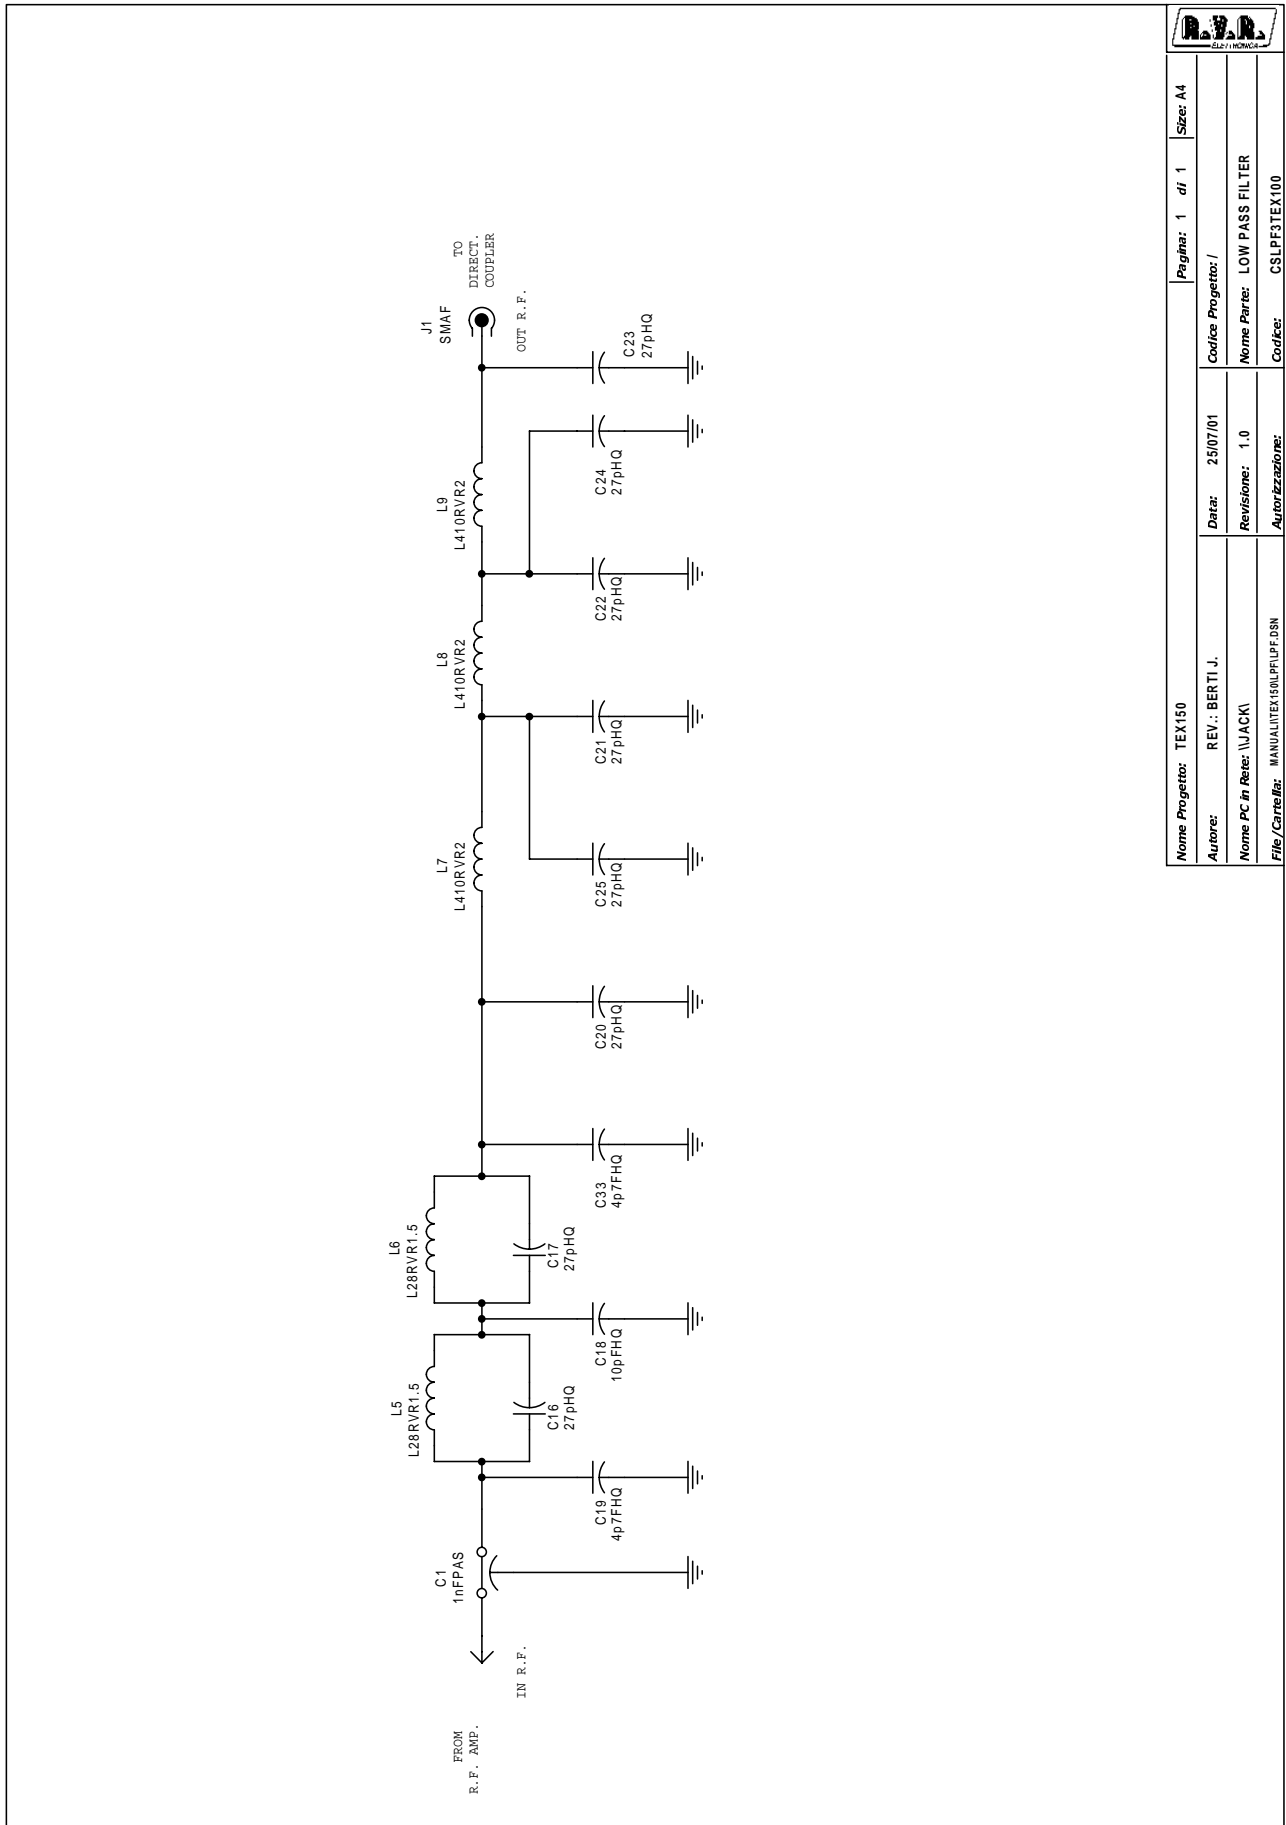 FROM
R.F. AMP.
IN R.F.
C1
1nFPAS
C19
4p7FHQ
L5
L28RVR1.5
C16
27pHQ
C18
10pFHQ
L6
L28RVR1.5
C17
27pHQ
C33
4p7FHQ
C20
27pHQ
L7
L410RVR2
C25
27pHQ
C21
27pHQ
L8
L410RVR2
C22
27pHQ
L9
L410RVR2
C24
27pHQ
C23
27pHQ
J1
SMAF
TO
DIRECT.
COUPLER
OUT R.F.
Nome Progetto: TEX150 Pagina: 1 di 1 Size: A4
Autore: REV.: BERTI J. Data: 25/07/01 Codice Progetto: /
Nome PC in Rete: \\JACK\ Revisione: 1.0 Nome Parte: LOW PASS FILTER
File/Cartella: MANUALI\TEX150\LPF\LPF.DSN Autorizzazione: Codice: CSLPF3TEX100
R.V.R.
ELETTRONICA